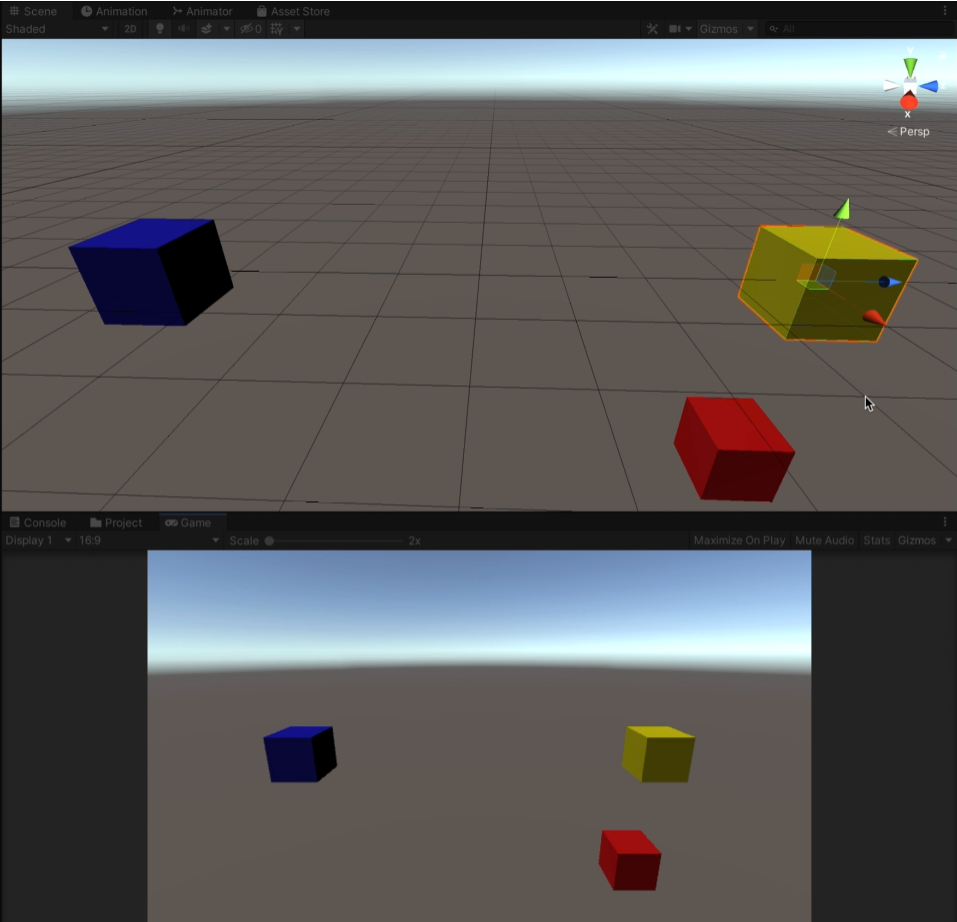 Scene Animation Animator Asset Store
Shaded 2D 0 Gizmos All
y
x
Persp
Console Project Game
Display 1 16:9 Scale 2x Maximize On Play Mute Audio Stats Gizmos